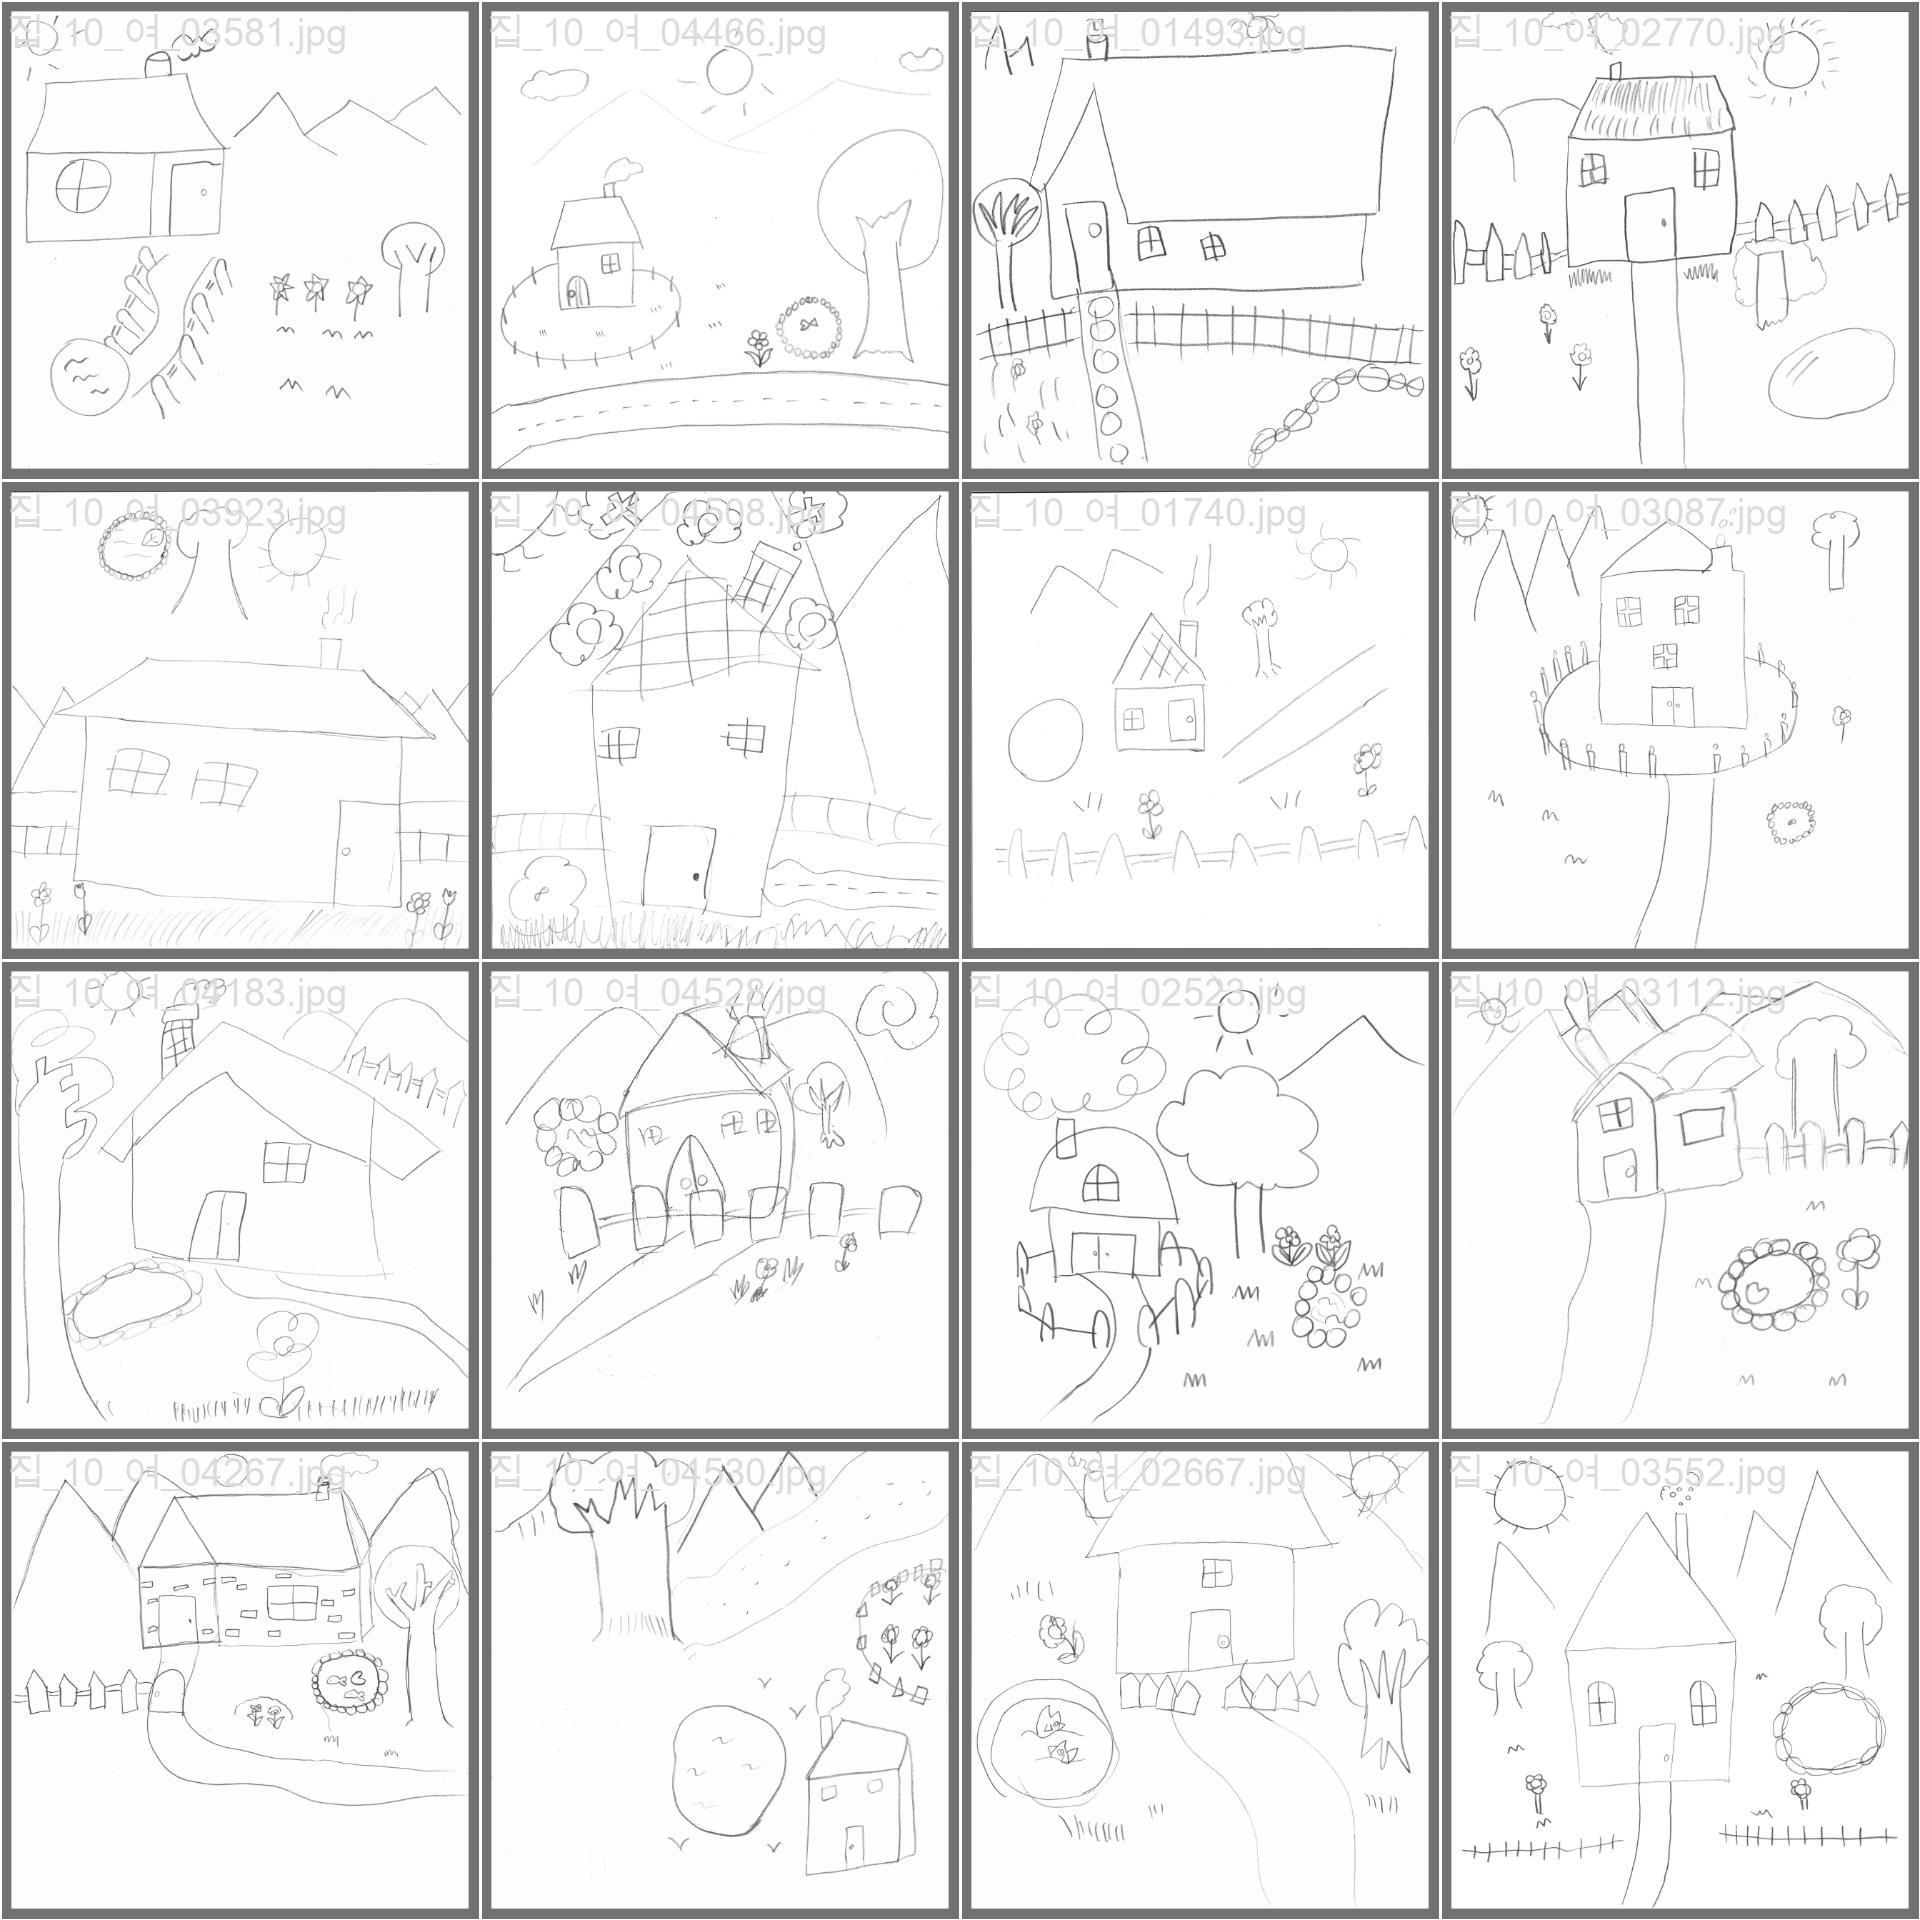 집_10_여_03581.jpg
집_10_여_04466.jpg
집_10_여_01493.jpg
집_10_여_02770.jpg
집_10_여_03923.jpg
집_10_여_04508.jpg
집_10_여_01740.jpg
집_10_여_03087.jpg
집_10_여_04183.jpg
집_10_여_04528.jpg
집_10_여_02523.jpg
집_10_여_03112.jpg
집_10_여_04267.jpg
집_10_여_04530.jpg
집_10_여_02667.jpg
집_10_여_03552.jpg